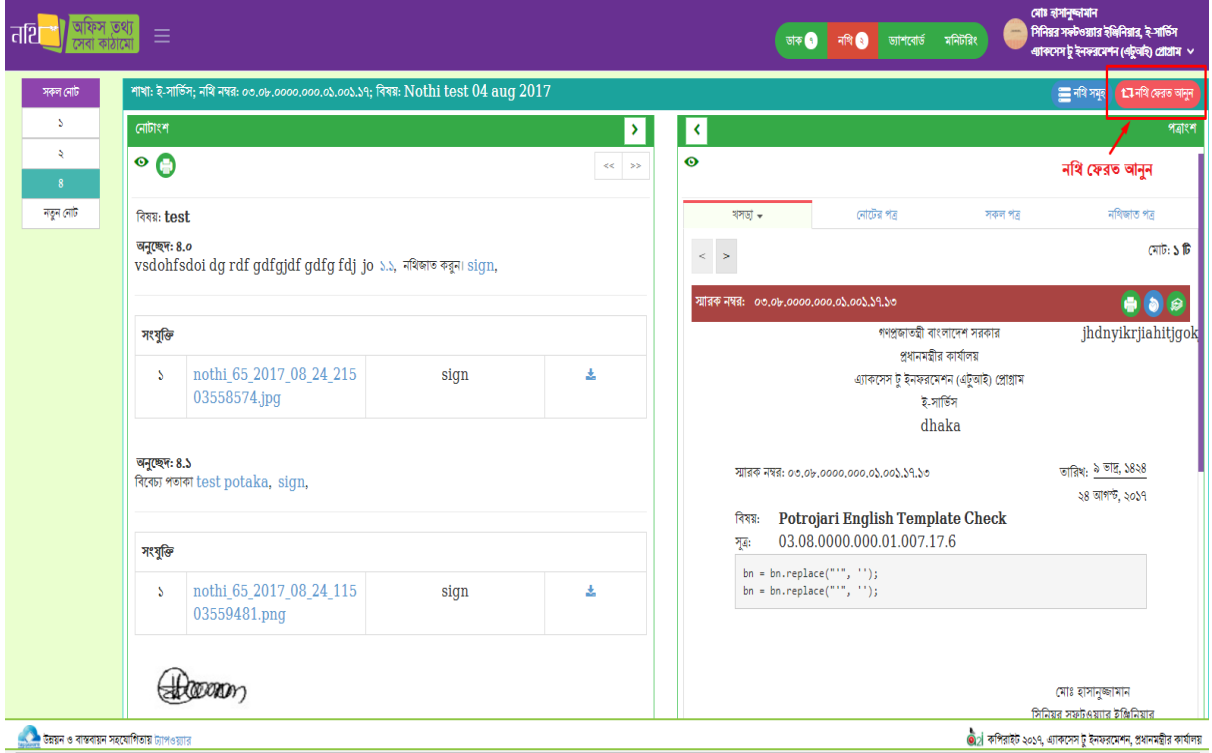 নথি
অফিস তথ্য
সেবা কাঠামো
ডাক ৭ নথি ২ ড্যাশবোর্ড মনিটরিং
মোঃ হাসানুজ্জামান
সিনিয়র সফটওয়্যার ইঞ্জিনিয়ার, ই-সার্ভিস
এ্যাকসেস টু ইনফরমেশন (এটুআই) প্রোগ্রাম
সকল নোট
১
২
৪
নতুন নোট
শাখা: ই-সার্ভিস; নথি নম্বর: ০৩.০৮.০০০০.০০০.০১.০০১.১৭; বিষয়: Nothi test 04 aug 2017
নথি সমূহ
নথি ফেরত আনুন
নথি ফেরত আনুন
নোটাংশ
<< >>
বিষয়: test
অনুচ্ছেদ: ৪.০
vsdohfsdoi dg rdf gdfgjdf gdfg fdj jo ১.১, নথিজাত করুন। sign,
সংযুক্তি
১ nothi_65_2017_08_24_215 sign
03558574.jpg
অনুচ্ছেদ: ৪.১
বিবেচ্য পতাকা test potaka, sign,
সংযুক্তি
১ nothi_65_2017_08_24_115 sign
03559481.png
পত্রাংশ
খসড়া নোটের পত্র সকল পত্র নথিজাত পত্র
< >
মোট: ১ টি
স্মারক নম্বর: ০৩.০৮.০০০০.০০০.০১.০০১.১৭.১৩
গণপ্রজাতন্ত্রী বাংলাদেশ সরকার jhdnyikrjiahitjgok
প্রধানমন্ত্রীর কার্যালয়
এ্যাকসেস টু ইনফরমেশন (এটুআই) প্রোগ্রাম
ই-সার্ভিস
dhaka
স্মারক নম্বর: ০৩.০৮.০০০০.০০০.০১.০০১.১৭.১৩ তারিখ: ৯ ভাদ্র, ১৪২৪
২৪ আগস্ট, ২০১৭
বিষয়: Potrojari English Template Check
সূত্র: 03.08.0000.000.01.007.17.6
bn = bn.replace("'", '');
bn = bn.replace("'", '');
মোঃ হাসানুজ্জামান
সিনিয়র সফটওয়্যার ইঞ্জিনিয়ার
উন্নয়ন ও বাস্তবায়ন সহযোগিতায় ট্যাপওয়্যার
কপিরাইট ২০১৭, এ্যাকসেস টু ইনফরমেশন, প্রধানমন্ত্রীর কার্যালয়